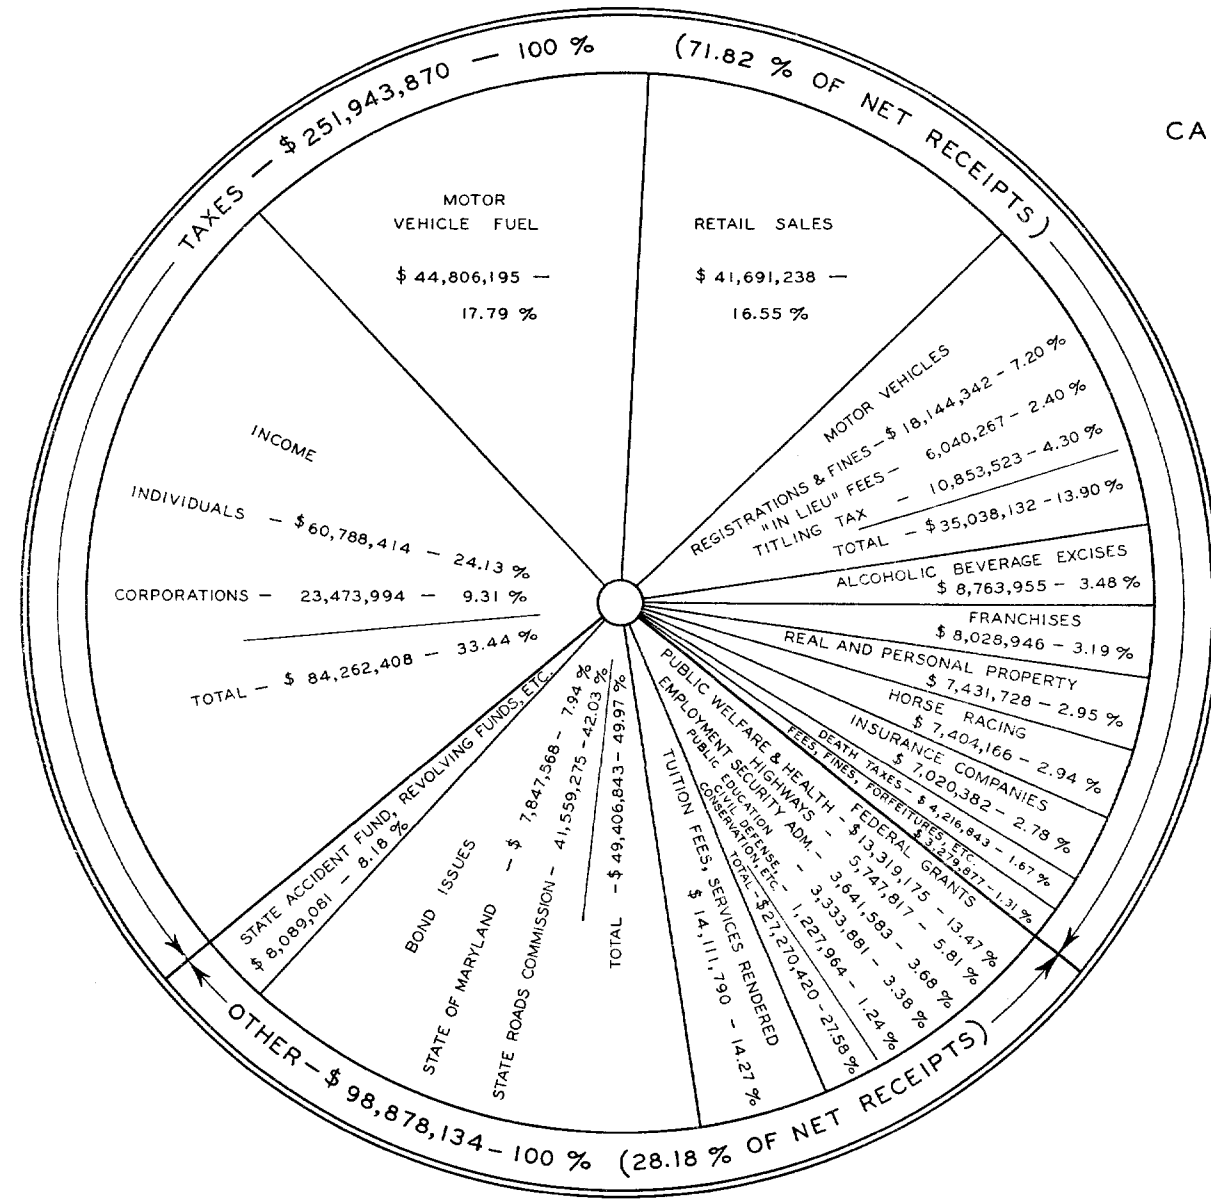 TAXES — $ 251,943,870 — 100 % (71.82 % OF NET RECEIPTS)
CA
MOTOR
VEHICLE FUEL
$ 44,806,195 —
17.79 %
RETAIL SALES
$ 41,691,238 —
16.55 %
MOTOR VEHICLES
REGISTRATIONS & FINES — $ 18,144,342 – 7.20 %
"IN LIEU" FEES — 6,040,267 – 2.40 %
TITLING TAX — 10,853,523 – 4.30 %
TOTAL — $ 35,038,132 – 13.90 %
ALCOHOLIC BEVERAGE EXCISES
$ 8,763,955 – 3.48 %
FRANCHISES
$ 8,028,946 – 3.19 %
REAL AND PERSONAL PROPERTY
$ 7,431,728 – 2.95 %
HORSE RACING
$ 7,404,166 – 2.94 %
INSURANCE COMPANIES
$ 7,020,382 – 2.78 %
DEATH TAXES – $ 4,216,843 – 1.67 %
FEES, FINES, FORFEITURES, ETC.
$ 3,279,877 – 1.31 %
INCOME
INDIVIDUALS — $ 60,788,414 — 24.13 %
CORPORATIONS — 23,473,994 — 9.31 %
TOTAL — $ 84,262,408 — 33.44 %
FEDERAL GRANTS
PUBLIC WELFARE & HEALTH – $ 13,319,175 – 13.47 %
HIGHWAYS – 5,747,817 – 5.81 %
EMPLOYMENT SECURITY ADM. – 3,641,583 – 3.68 %
PUBLIC EDUCATION – 3,333,881 – 3.38 %
CIVIL DEFENSE,
CONSERVATION, ETC. – 1,227,964 – 1.24 %
TOTAL – $ 27,270,420 – 27.58 %
TUITION FEES, SERVICES RENDERED
$ 14,111,790 – 14.27 %
BOND ISSUES
STATE OF MARYLAND – $ 7,847,568 – 7.94 %
STATE ROADS COMMISSION – 41,559,275 – 42.03 %
TOTAL – $ 49,406,843 – 49.97 %
STATE ACCIDENT FUND, REVOLVING FUNDS, ETC.
$ 8,089,081 – 8.18 %
OTHER — $ 98,878,134 – 100 % (28.18 % OF NET RECEIPTS)